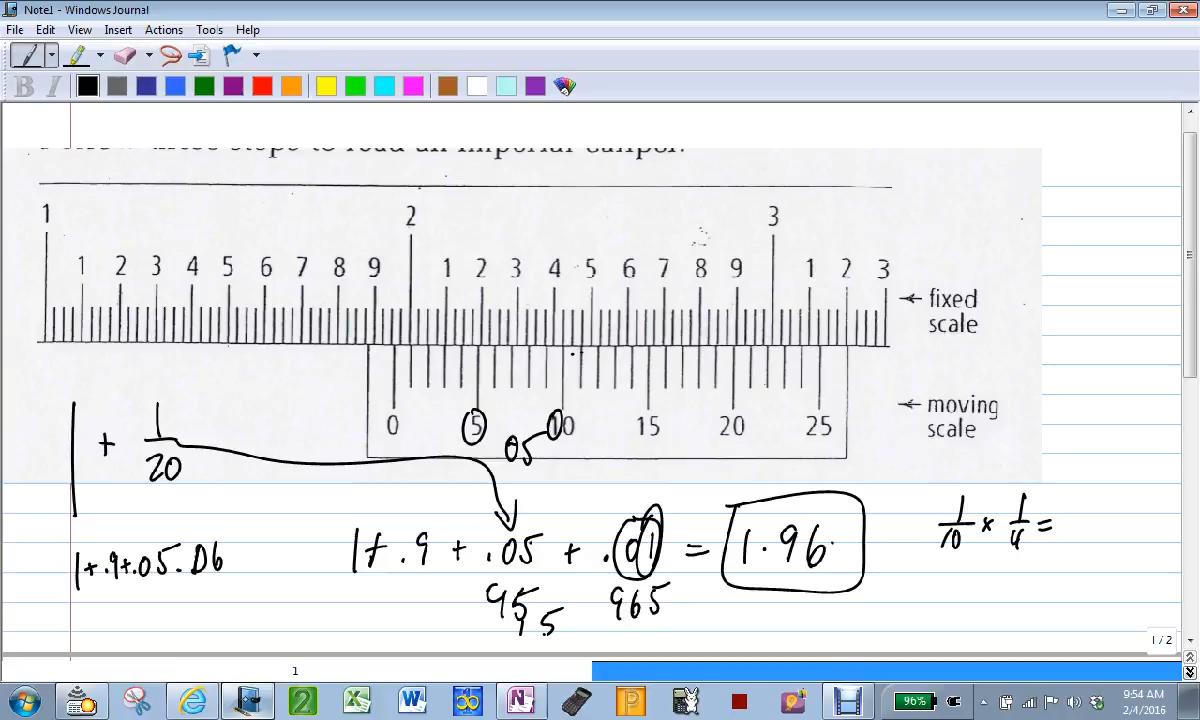 Note1 - Windows Journal
File Edit View Insert Actions Tools Help
B I
1 2 3
1 2 3 4 5 6 7 8 9 1 2 3 4 5 6 7 8 9 1 2 3
fixed
scale
0 5 10 15 20 25
moving
scale
1 + 1/20
05
1 + .9 + .05 + .01 = 1.96
1/10 × 1/4 =
1+.9+.05.06
95 965
95
1/2
1
96%
9:54 AM
2/4/2016